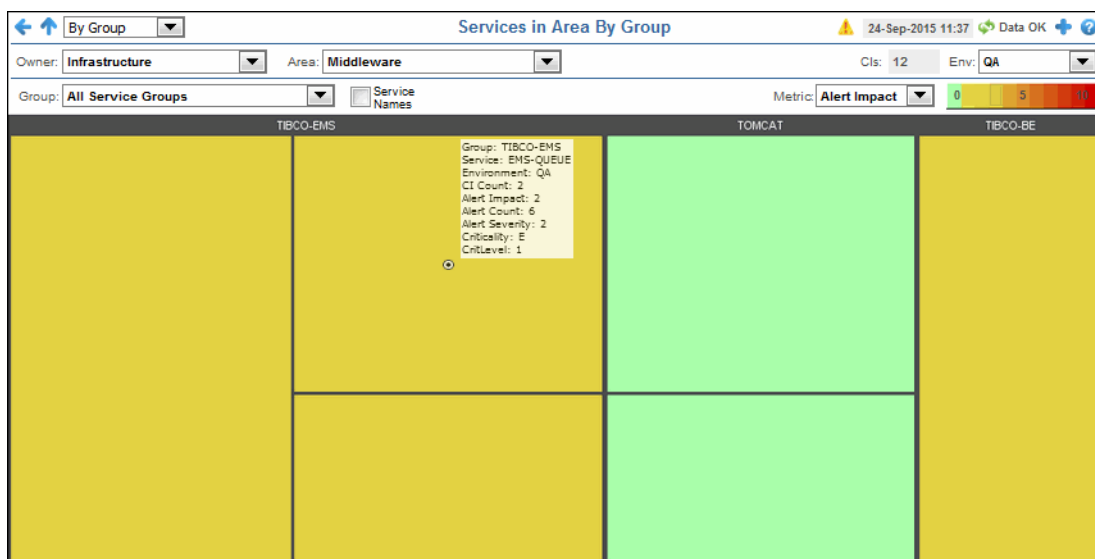 By Group Services in Area By Group 24-Sep-2015 11:37 Data OK
Owner: Infrastructure Area: Middleware CIs: 12 Env: QA
Group: All Service Groups Service Names Metric: Alert Impact 0 5 10
TIBCO-EMS TOMCAT TIBCO-BE
Group: TIBCO-EMS
Service: EMS-QUEUE
Environment: QA
CI Count: 2
Alert Impact: 2
Alert Count: 6
Alert Severity: 2
Criticality: E
CritLevel: 1